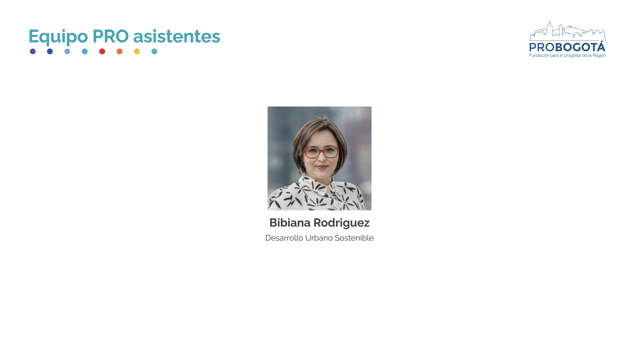 Equipo PRO asistentes
PROBOGOTÁ
Fundación para el progreso de la Región
Bibiana Rodriguez
Desarrollo Urbano Sostenible